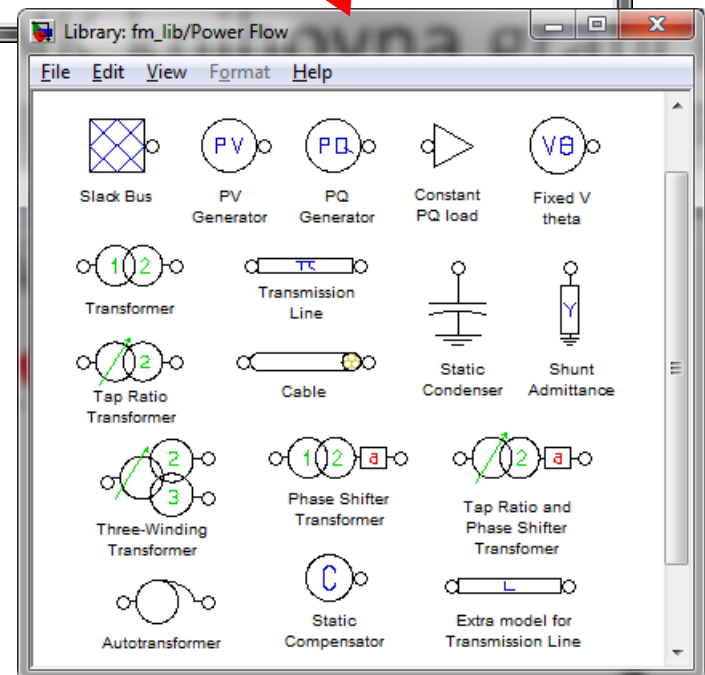 Library: fm_lib/Power Flow
File Edit View Format Help
PV
PQ
Vθ
Slack Bus
PV
Generator
PQ
Generator
Constant
PQ load
Fixed V
theta
1 2
π
Y
Transformer
Transmission
Line
2
Tap Ratio
Transformer
Cable
Static
Condenser
Shunt
Admittance
2
3
1 2 a
2 a
Three-Winding
Transformer
Phase Shifter
Transformer
Tap Ratio and
Phase Shifter
Transfomer
C
L
Autotransformer
Static
Compensator
Extra model for
Transmission Line